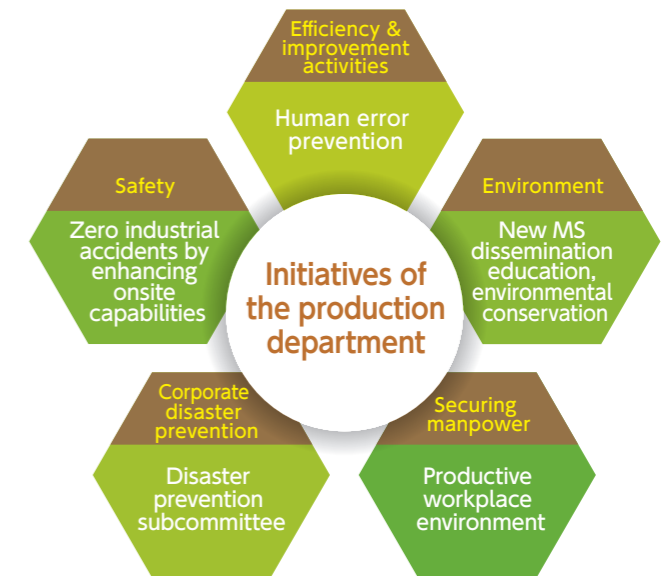 Efficiency &
improvement
activities
Human error
prevention
Safety
Zero industrial
accidents by
enhancing
onsite
capabilities
Environment
New MS
dissemination
education,
environmental
conservation
Initiatives of
the production
department
Corporate
disaster
prevention
Disaster
prevention
subcommittee
Securing
manpower
Productive
workplace
environment